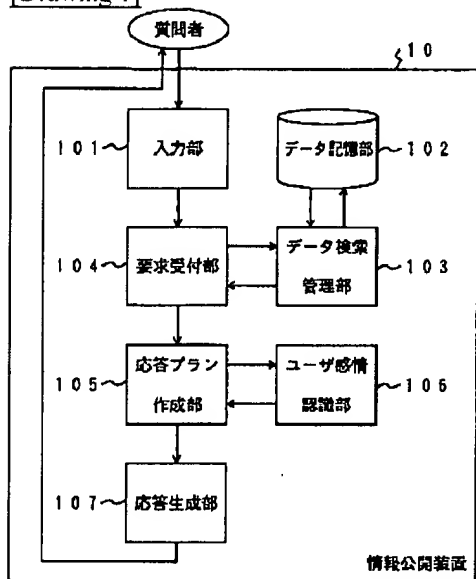 [Drawing 1]
質問者
10
101
入力部
データ記憶部
102
104
要求受付部
データ検索
管理部
103
105
応答プラン
作成部
ユーザ感情
認識部
106
107
応答生成部
情報公開装置